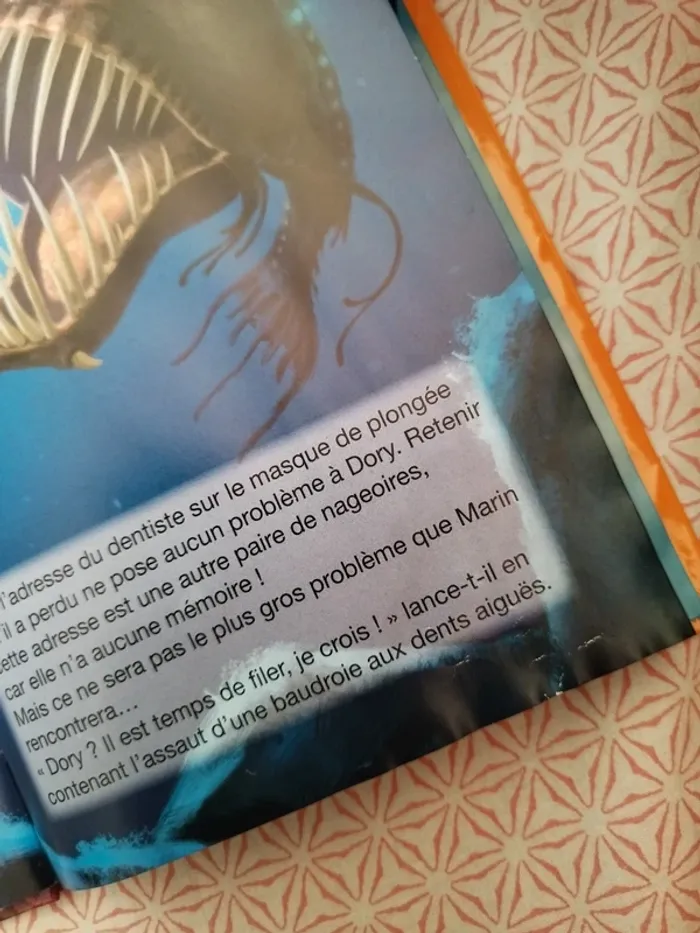 l'adresse du dentiste sur le masque de plongée
'il a perdu ne pose aucun problème à Dory. Retenir
cette adresse est une autre paire de nageoires,
car elle n'a aucune mémoire !
Mais ce ne sera pas le plus gros problème que Marin
rencontrera...
« Dory ? Il est temps de filer, je crois ! » lance-t-il en
contenant l'assaut d'une baudroie aux dents aiguës.